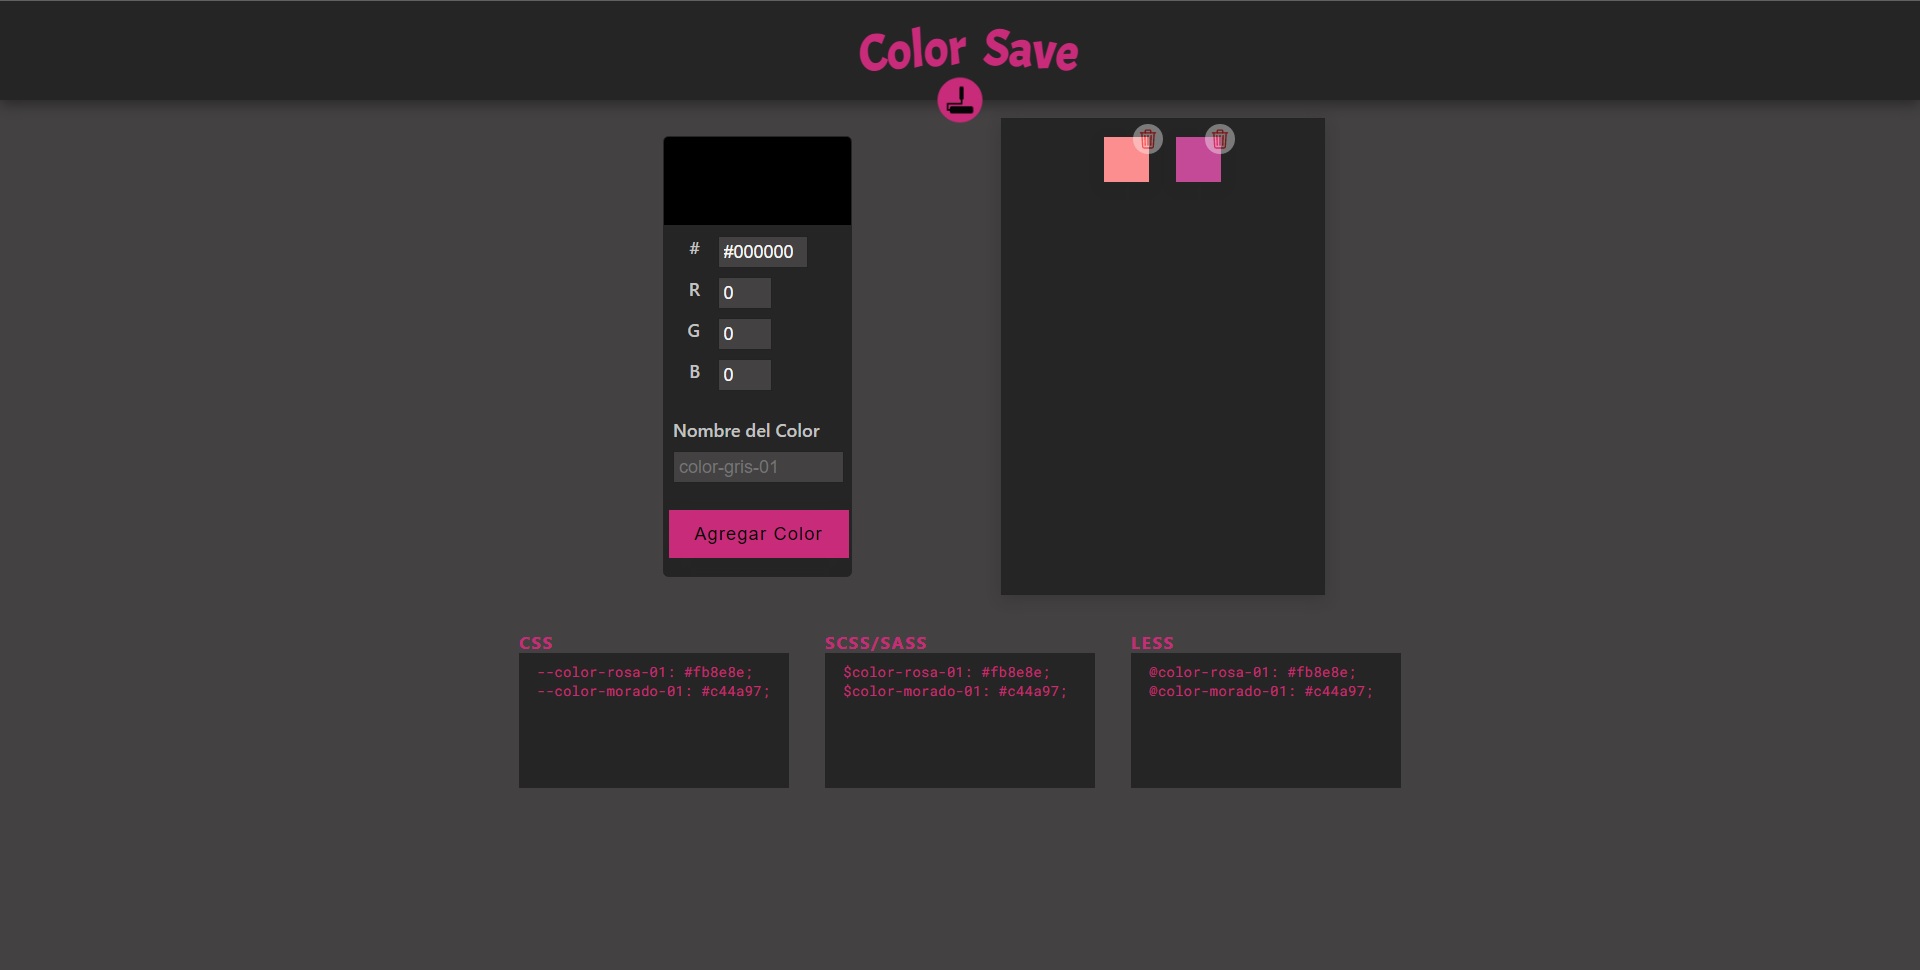 Color Save
#
#000000
R
0
G
0
B
0
Nombre del Color
color-gris-01
Agregar Color
CSS
--color-rosa-01: #fb8e8e;
--color-morado-01: #c44a97;
SCSS/SASS
$color-rosa-01: #fb8e8e;
$color-morado-01: #c44a97;
LESS
@color-rosa-01: #fb8e8e;
@color-morado-01: #c44a97;